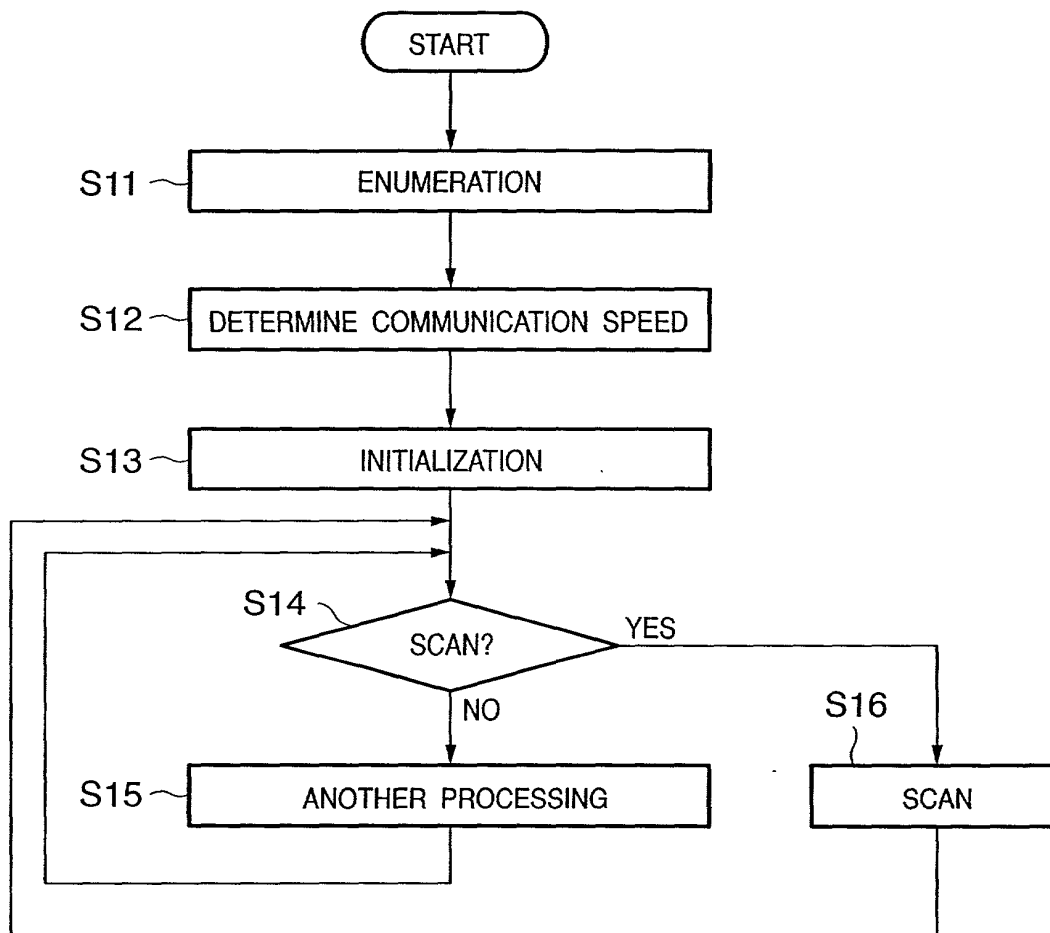 START
S11
ENUMERATION
S12
DETERMINE COMMUNICATION SPEED
S13
INITIALIZATION
S14
SCAN?
YES
NO
S16
S15
ANOTHER PROCESSING
SCAN